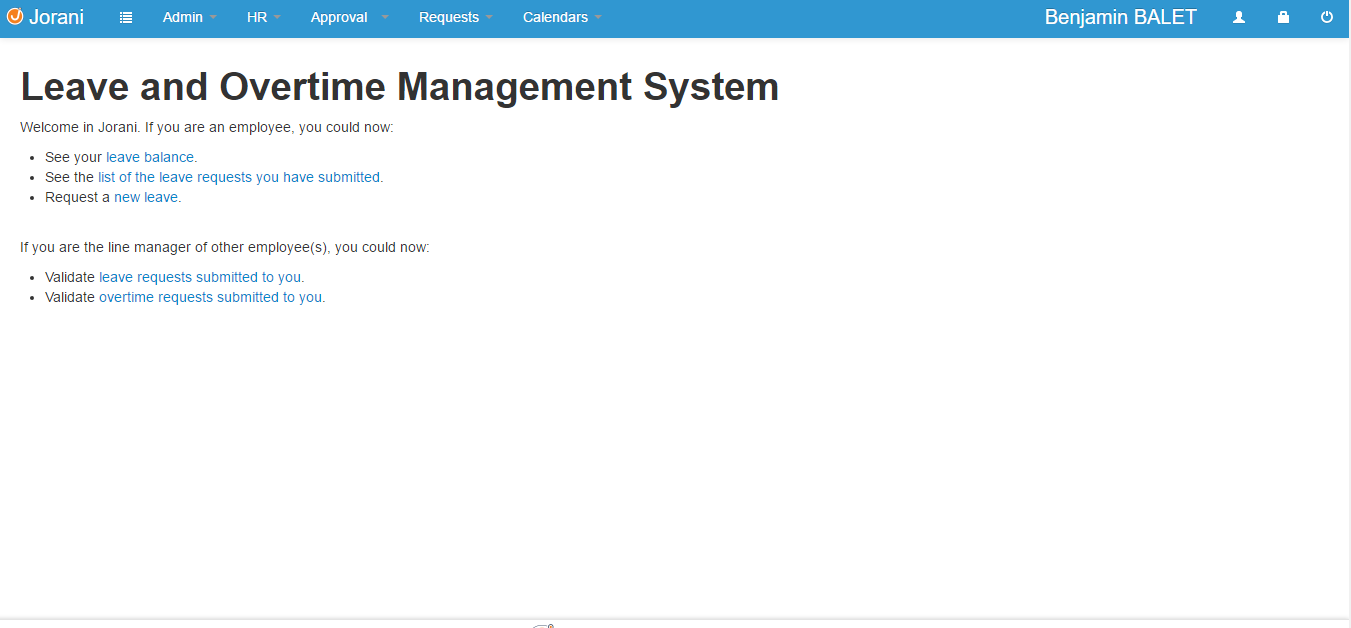 Jorani Admin HR Approval Requests Calendars Benjamin BALET
Leave and Overtime Management System
Welcome in Jorani. If you are an employee, you could now:
See your leave balance.
See the list of the leave requests you have submitted.
Request a new leave.
If you are the line manager of other employee(s), you could now:
Validate leave requests submitted to you.
Validate overtime requests submitted to you.